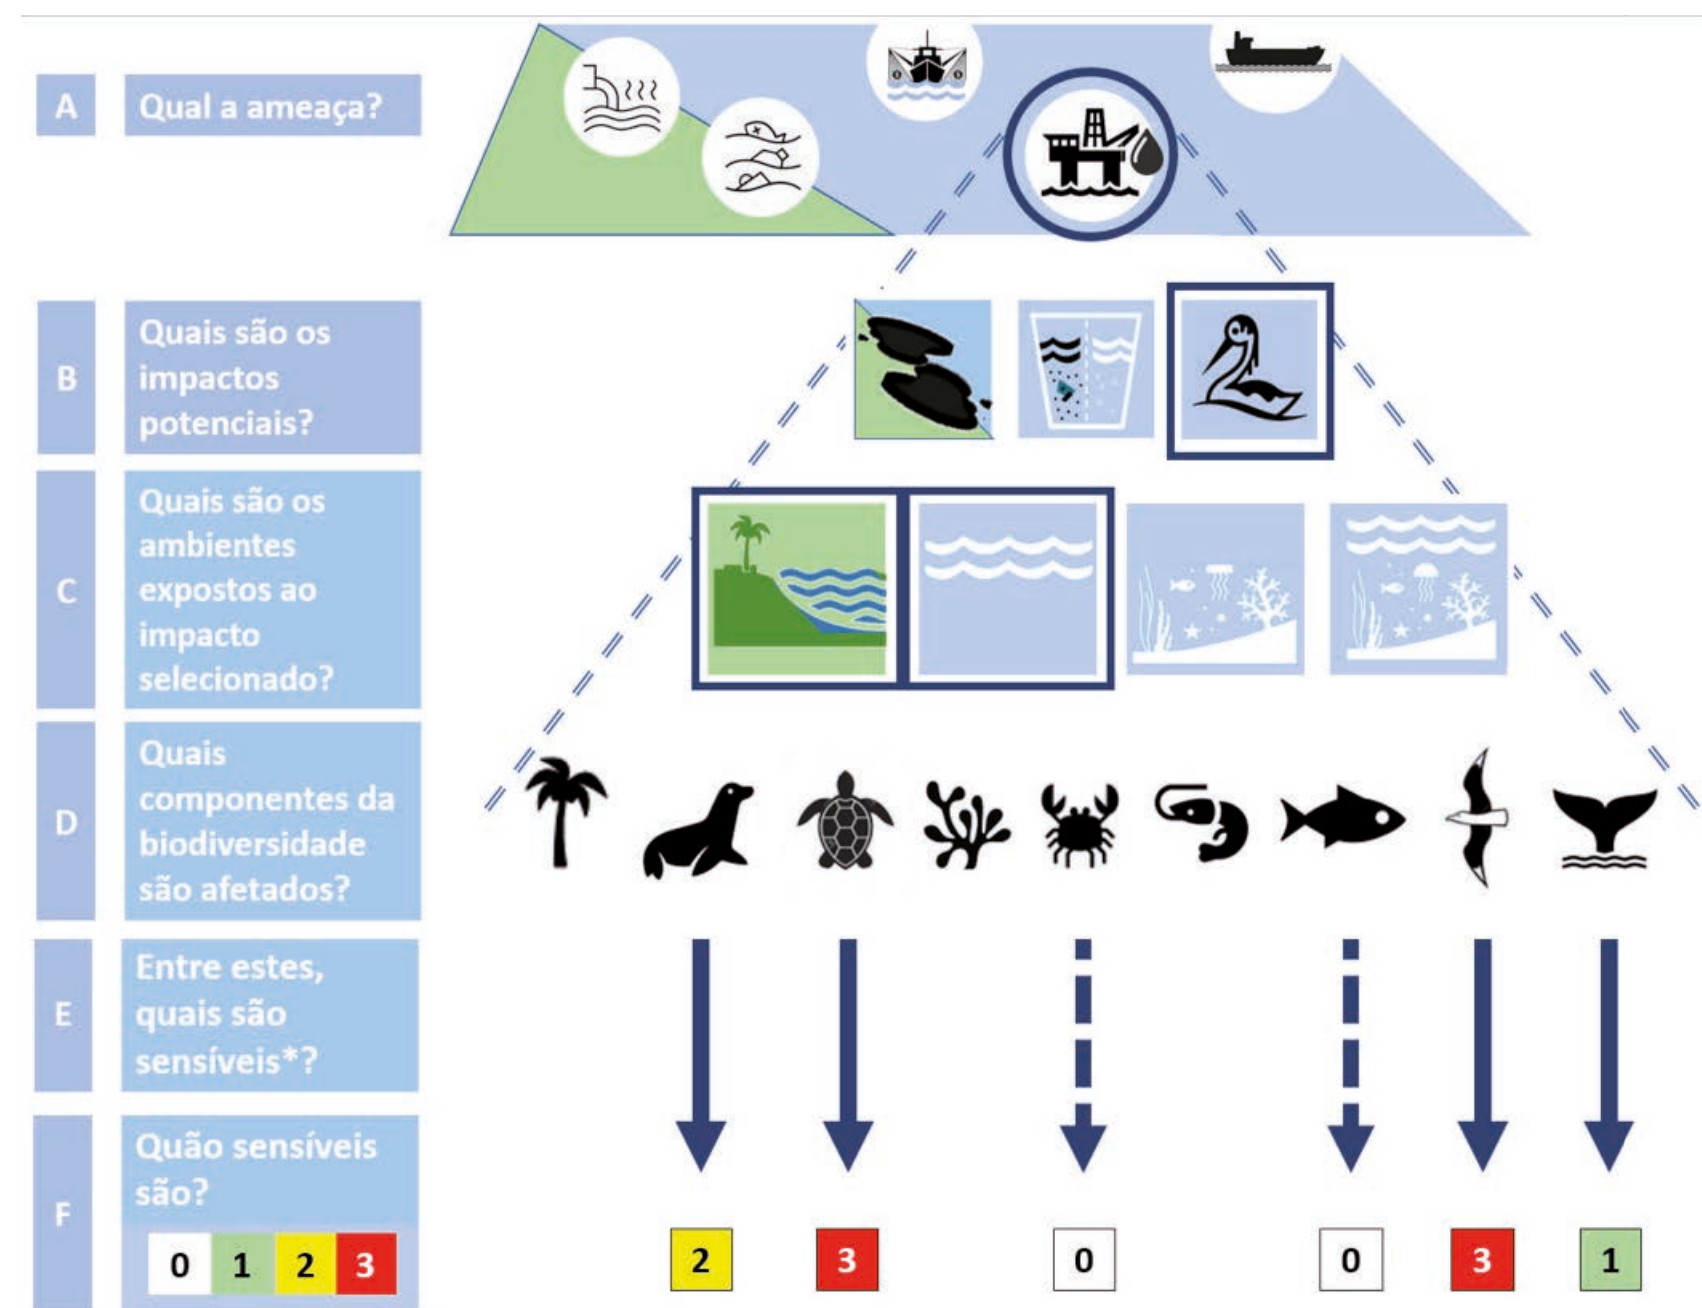 A
Qual a ameaça?
B
Quais são os
impactos
potenciais?
C
Quais são os
ambientes
expostos ao
impacto
selecionado?
D
Quais
componentes da
biodiversidade
são afetados?
E
Entre estes,
quais são
sensíveis*?
F
Quão sensíveis
são?
0 1 2 3
2 3 0 0 3 1